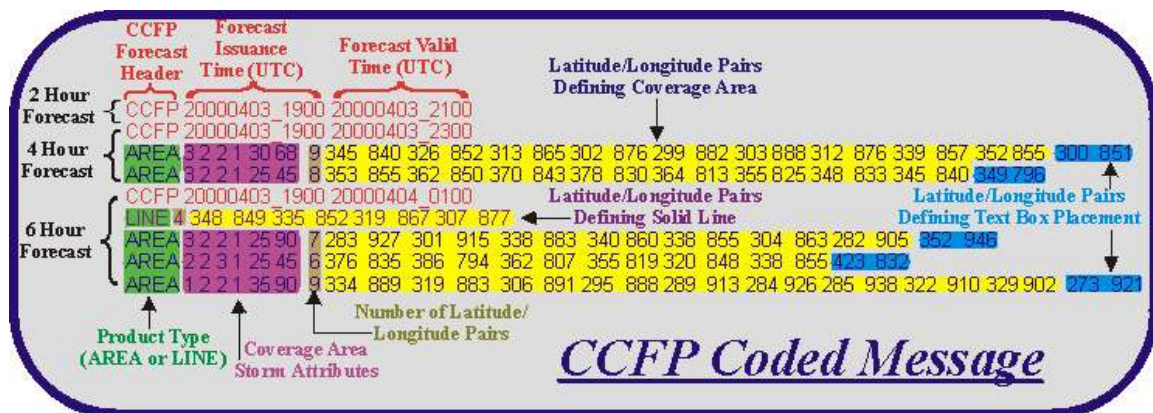 CCFP
Forecast
Header
Forecast
Issuance
Time (UTC)
Forecast Valid
Time (UTC)
Latitude/Longitude Pairs
Defining Coverage Area
2 Hour
Forecast
CCFP 20000403_1900 20000403_2100
4 Hour
Forecast
CCFP 20000403_1900 20000403_2300
AREA 3 2 2 1 30 68 9 345 840 326 852 313 865 302 876 299 882 303 888 312 876 339 857 352 855 300 851
AREA 3 2 2 1 25 45 8 353 855 362 850 370 843 378 830 364 813 355 825 348 833 345 840 349 796
6 Hour
Forecast
CCFP 20000403_1900 20000404_0100
LINE 4 348 849 335 852 319 867 307 877
Latitude/Longitude Pairs
Defining Solid Line
Latitude/Longitude Pairs
Defining Text Box Placement
AREA 3 2 2 1 25 90 7 283 927 301 915 338 883 340 860 338 855 304 863 282 905 352 946
AREA 2 2 3 1 25 45 6 376 835 386 794 362 807 355 819 320 848 338 855 423 832
AREA 1 2 2 1 35 90 9 334 889 319 883 306 891 295 888 289 913 284 926 285 938 322 910 329 902 273 921
Product Type
(AREA or LINE)
Coverage Area
Storm Attributes
Number of Latitude/
Longitude Pairs
CCFP Coded Message